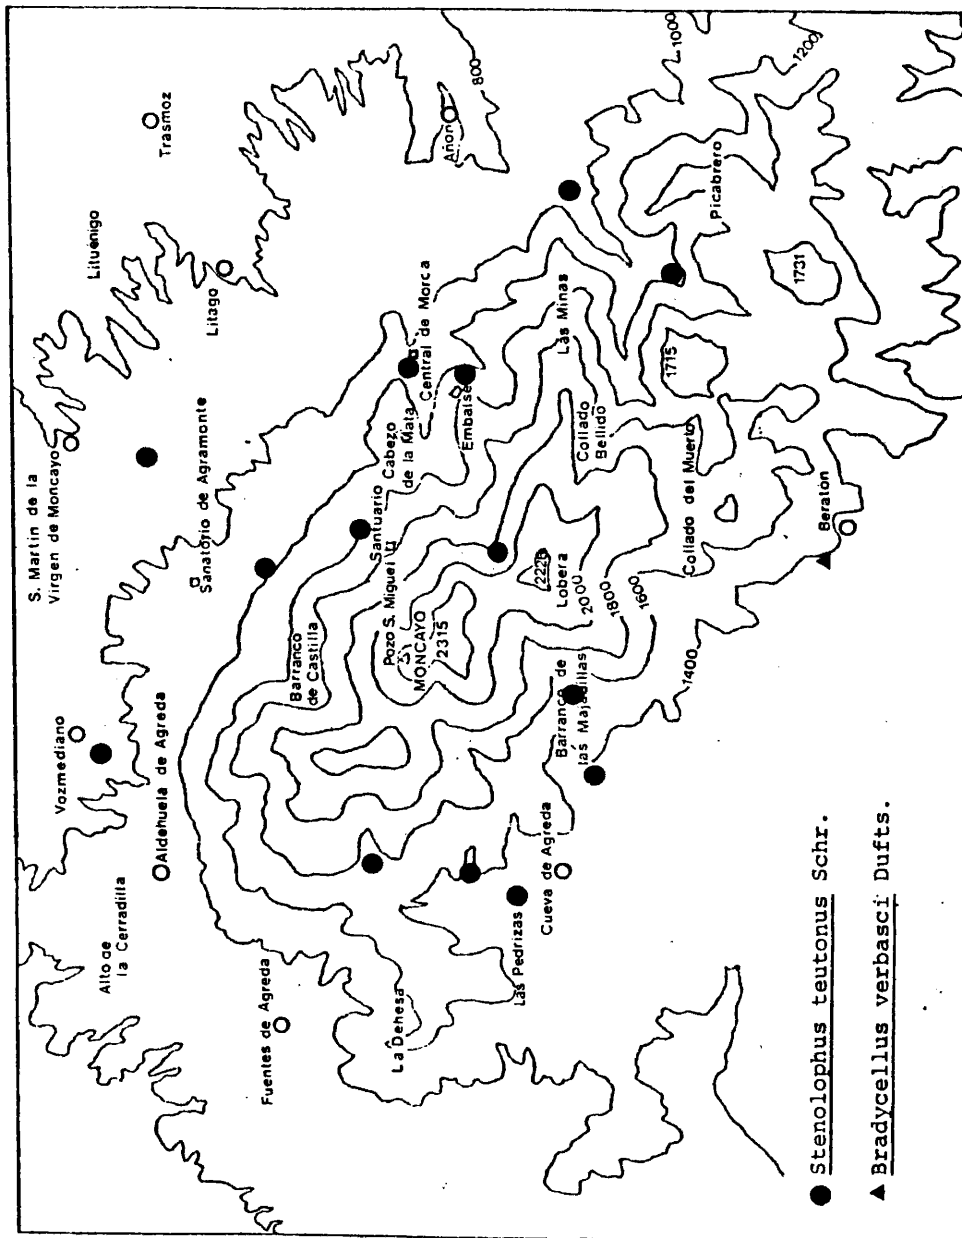 S. Martin de la
Virgen de Moncayo
Lituénigo
Trasmoz
Litago
Vozmediano
Alto de
la Cerradilla
Aldehuela de Agreda
Sanatorio de Agramonte
Fuentes de Agreda
Barranco
de Castilla
Santuario
Cabezo
de la Mata
Central de Morca
Añon
800
1000
1200
Pozo S. Miguel
MONCAYO
2315
Embalse
La Dehesa
Las Pedrizas
Cueva de Agreda
Barranco de
las Majadillas
2226
Lobera
2000
1800
1600
1400
Las Minas
Collado
Bellido
Collado del Muerto
1715
1731
Picabrero
Beratón
Stenolophus teutonus Schr.
Bradycellus verbasci Dufts.